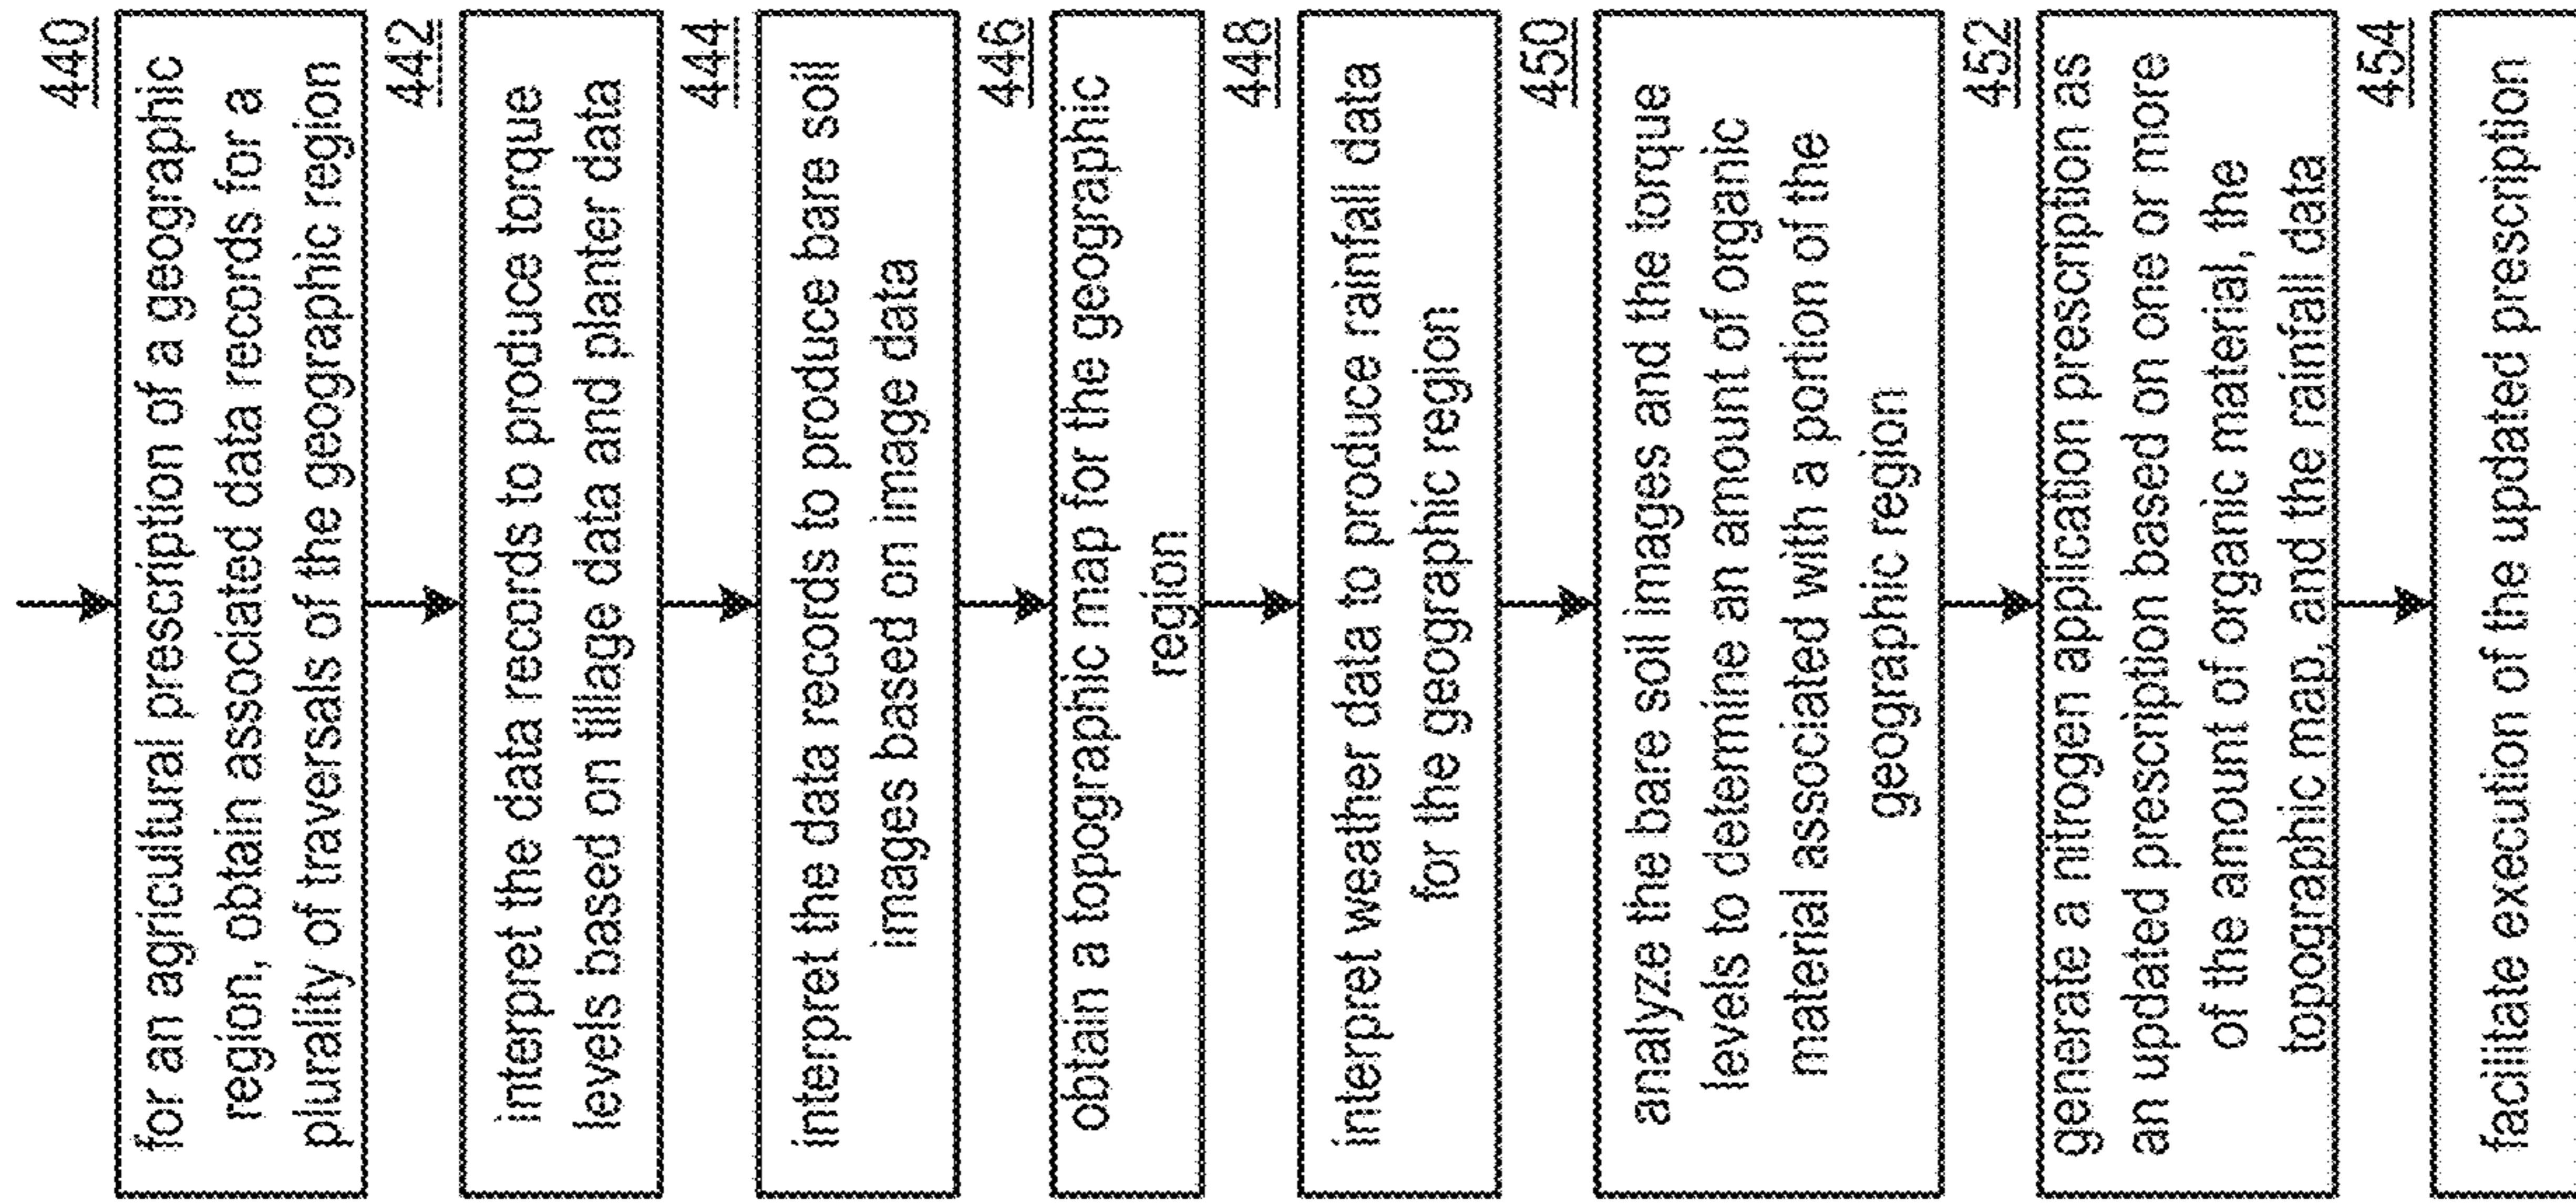 440
for an agricultural prescription of a geographic
region, obtain associated data records for a
plurality of traversals of the geographic region
442
interpret the data records to produce torque
levels based on tillage data and planter data
444
interpret the data records to produce bare soil
images based on image data
446
obtain a topographic map for the geographic
region
448
interpret weather data to produce rainfall data
for the geographic region
450
analyze the bare soil images and the torque
levels to determine an amount of organic
material associated with a portion of the
geographic region
452
generate a nitrogen application prescription as
an updated prescription based on one or more
of the amount of organic material, the
topographic map, and the rainfall data
454
facilitate execution of the updated prescription